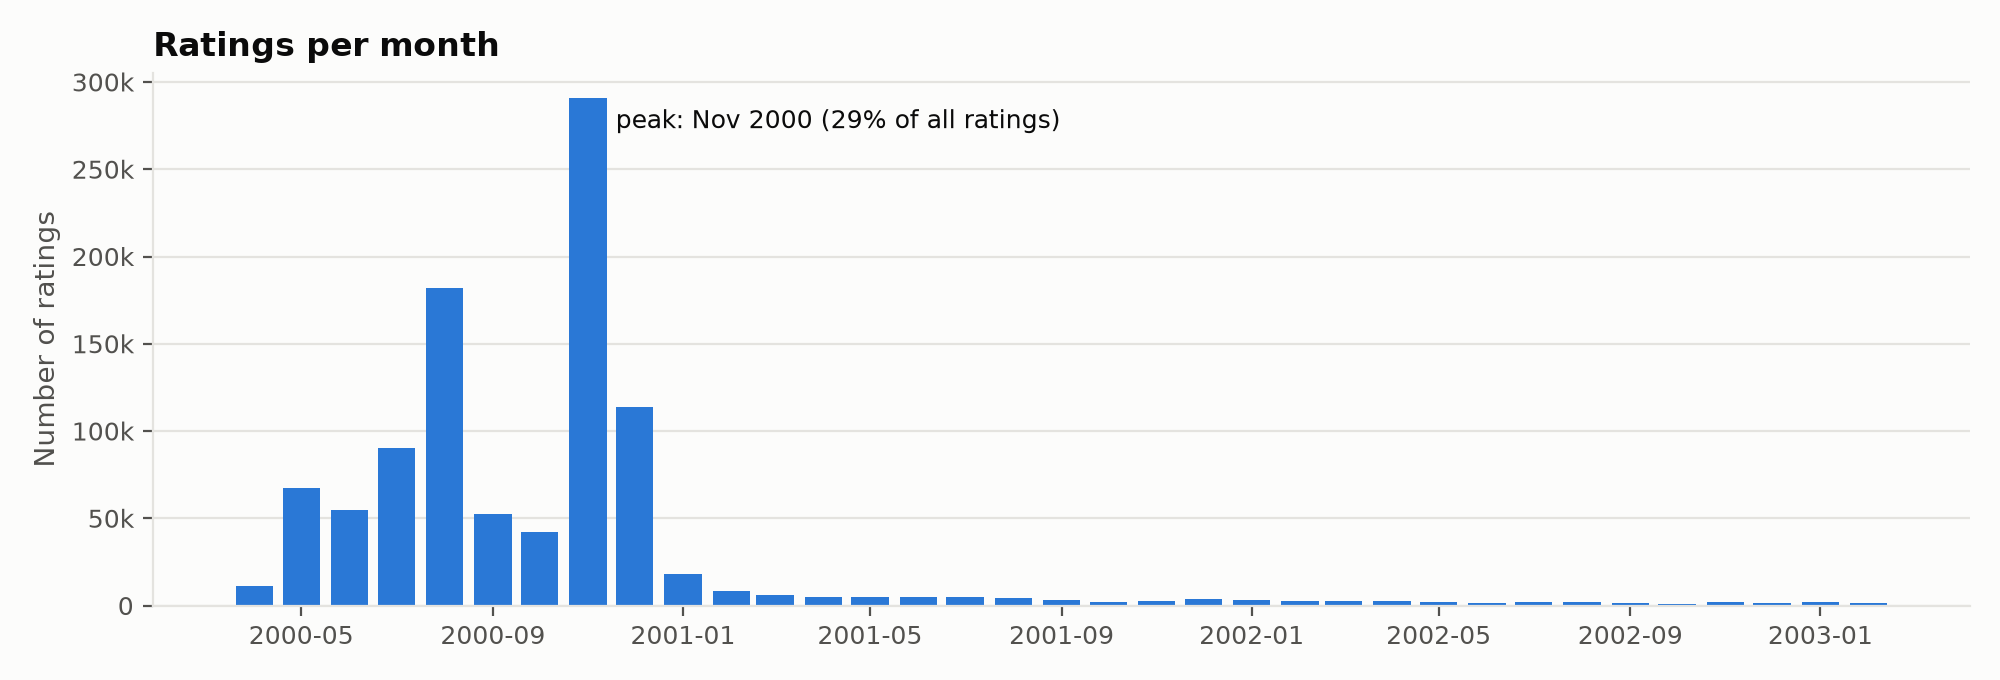 Ratings per month
300k
250k
200k
150k
100k
50k
0
Number of ratings
peak: Nov 2000 (29% of all ratings)
2000-05 2000-09 2001-01 2001-05 2001-09 2002-01 2002-05 2002-09 2003-01